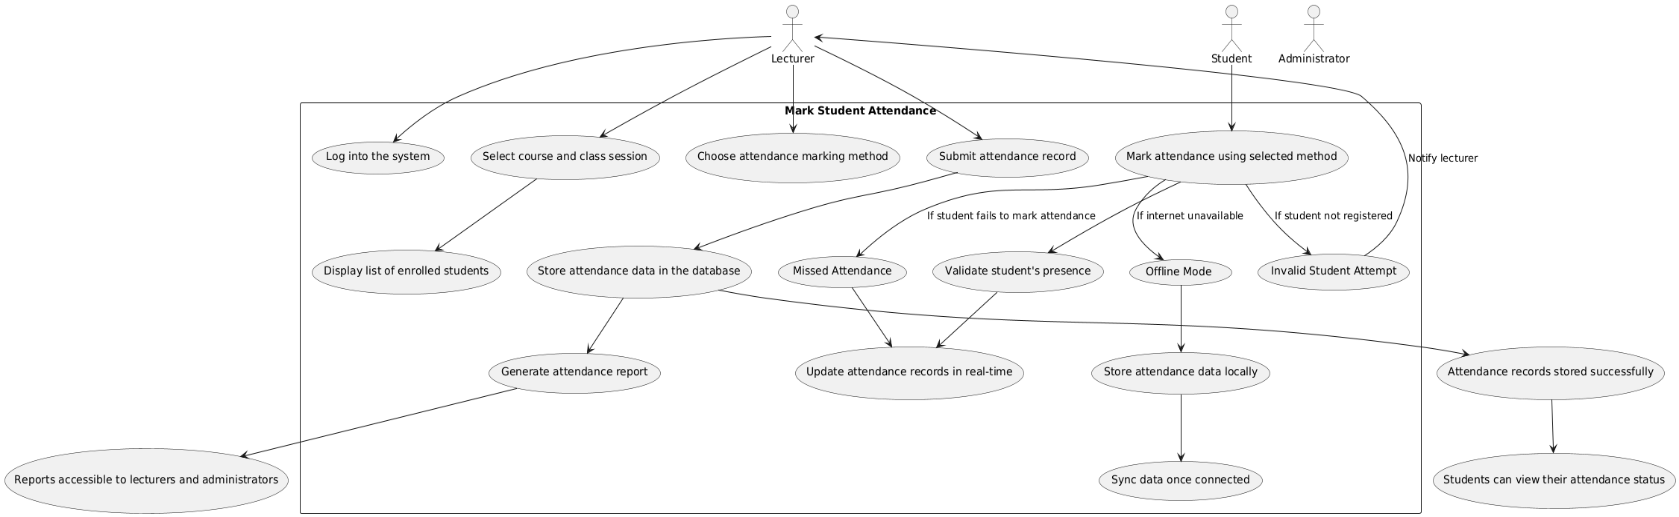 Lecturer
Student
Administrator
Mark Student Attendance
Log into the system
Select course and class session
Choose attendance marking method
Submit attendance record
Mark attendance using selected method
Notify lecturer
If student fails to mark attendance
If internet unavailable
If student not registered
Display list of enrolled students
Store attendance data in the database
Missed Attendance
Validate student's presence
Offline Mode
Invalid Student Attempt
Generate attendance report
Update attendance records in real-time
Store attendance data locally
Attendance records stored successfully
Reports accessible to lecturers and administrators
Sync data once connected
Students can view their attendance status